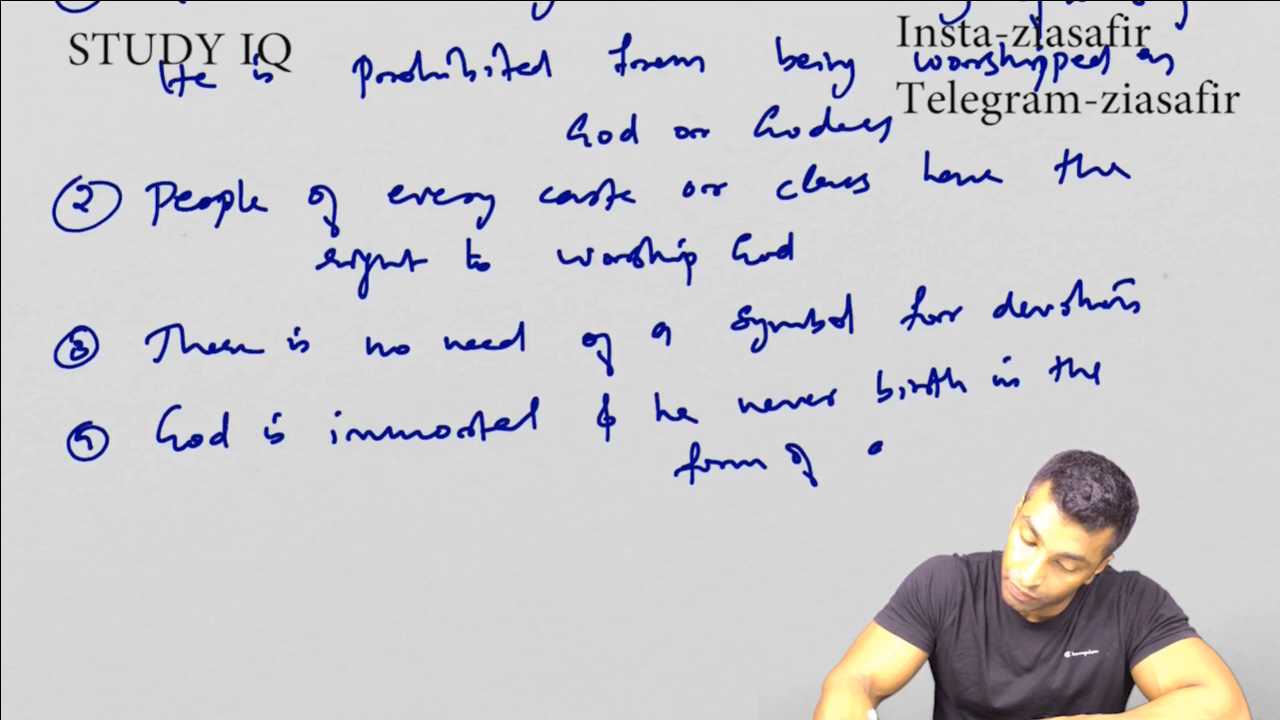 STUDY IQ
Insta-ziasafir
He is prohibited from being worshipped as
Telegram-ziasafir
God or Godess
② People of every caste or class have the
right to worship God
③ There is no need of a symbol for devotion
④ God is immortal & he never birth in the
form of
Champion